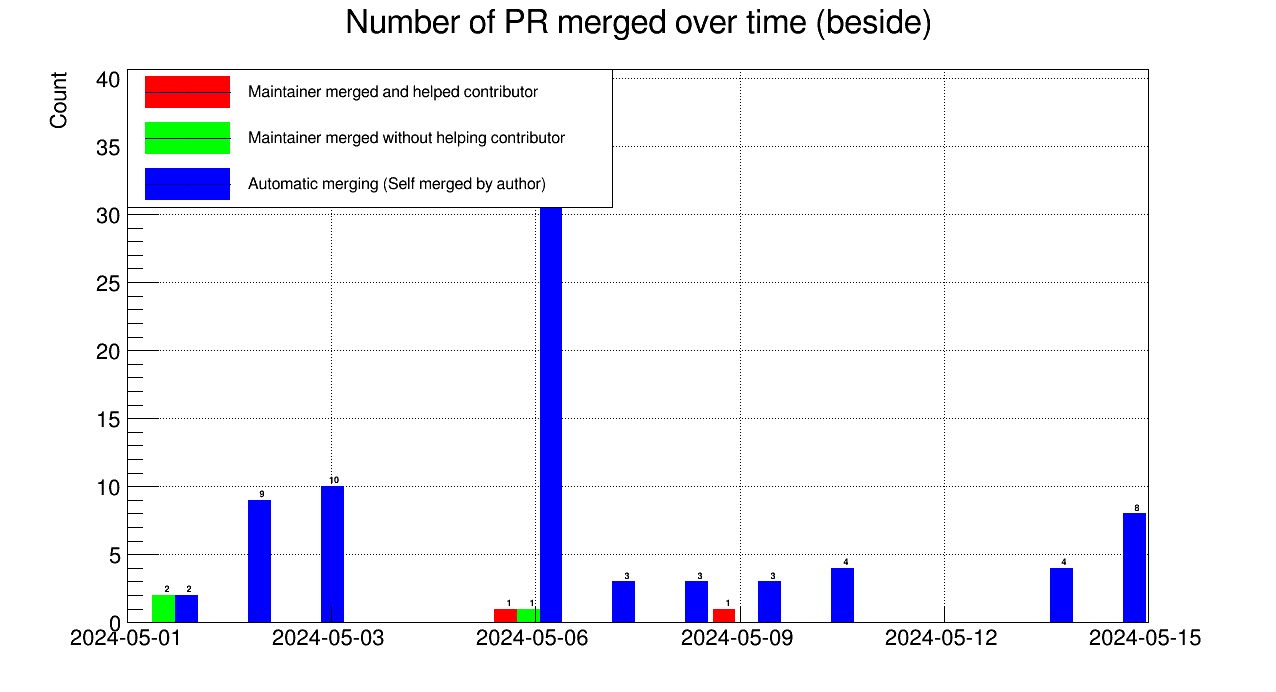 Number of PR merged over time (beside)
Count
Maintainer merged and helped contributor
Maintainer merged without helping contributor
Automatic merging (Self merged by author)
40
35
30
25
20
15
10
5
0
2 2 9 10 1 1 3 3 1 3 4 4 8
2024-05-01 2024-05-03 2024-05-06 2024-05-09 2024-05-12 2024-05-15